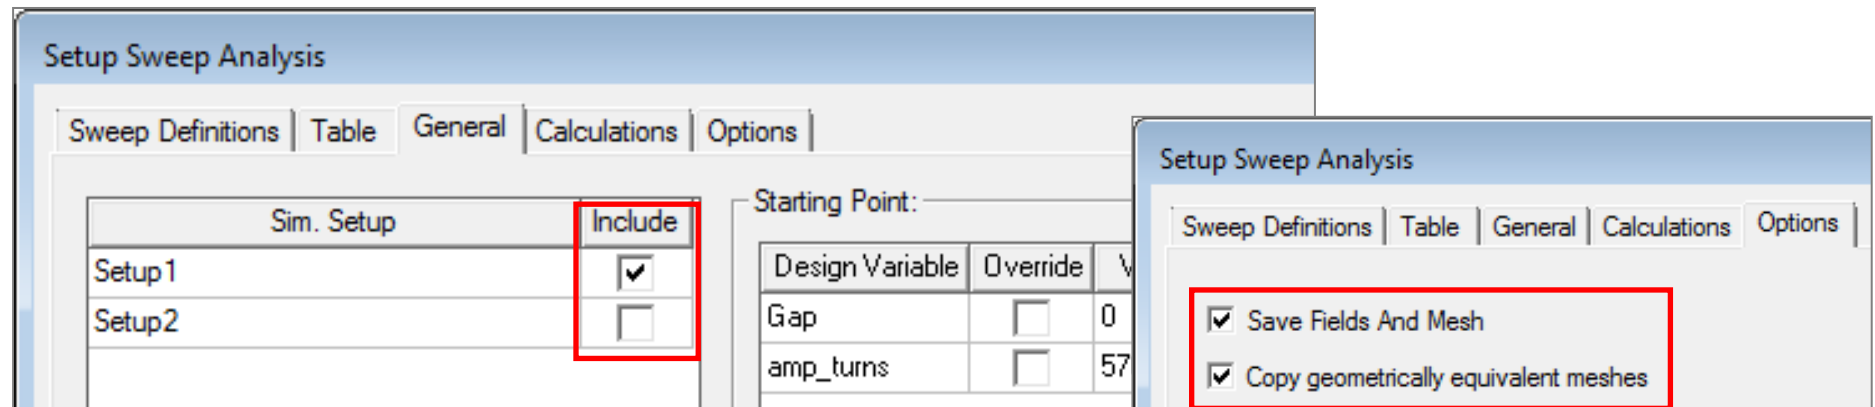 Setup Sweep Analysis
Sweep Definitions Table General Calculations Options
Sim. Setup Include
Setup1
Setup2
Starting Point:
Design Variable Override V
Gap 0
amp_turns 57
Setup Sweep Analysis
Sweep Definitions Table General Calculations Options
Save Fields And Mesh
Copy geometrically equivalent meshes